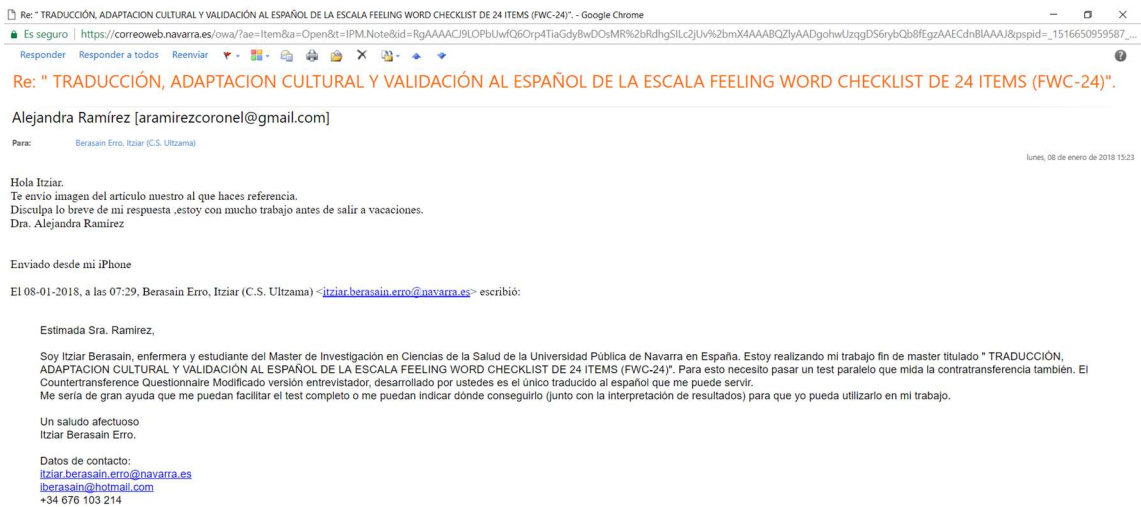 Re: " TRADUCCIÓN, ADAPTACION CULTURAL Y VALIDACIÓN AL ESPAÑOL DE LA ESCALA FEELING WORD CHECKLIST DE 24 ITEMS (FWC-24)". - Google Chrome
Es seguro | https://correoweb.navarra.es/owa/?ae=Item&a=Open&t=IPM.Note&id=
Responder Responder a todos Reenviar
Re: " TRADUCCIÓN, ADAPTACION CULTURAL Y VALIDACIÓN AL ESPAÑOL DE LA ESCALA FEELING WORD CHECKLIST DE 24 ITEMS (FWC-24)".
Alejandra Ramírez [aramirezcoronel@gmail.com]
Para: Berasain Erro, Itziar (C.S. Ultzama)
lunes, 08 de enero de 2018 15:23
Hola Itziar.
Te envio imagen del articulo nuestro al que haces referencia.
Disculpa lo breve de mi respuesta ,estoy con mucho trabajo antes de salir a vacaciones.
Dra. Alejandra Ramírez
Enviado desde mi iPhone
El 08-01-2018, a las 07:29, Berasain Erro, Itziar (C.S. Ultzama) <itziar.berasain.erro@navarra.es> escribió:
Estimada Sra. Ramirez,
Soy Itziar Berasain, enfermera y estudiante del Master de Investigación en Ciencias de la Salud de la Universidad Pública de Navarra en España. Estoy realizando mi trabajo fin de master titulado " TRADUCCIÓN,
ADAPTACION CULTURAL Y VALIDACIÓN AL ESPAÑOL DE LA ESCALA FEELING WORD CHECKLIST DE 24 ITEMS (FWC-24)". Para esto necesito pasar un test paralelo que mida la contratransferencia también. El
Countertransference Questionnaire Modificado versión entrevistador, desarrollado por ustedes es el único traducido al español que me puede servir.
Me sería de gran ayuda que me puedan facilitar el test completo o me puedan indicar dónde conseguirlo (junto con la interpretación de resultados) para que yo pueda utilizarlo en mi trabajo.
Un saludo afectuoso
Itziar Berasain Erro.
Datos de contacto:
itziar.berasain.erro@navarra.es
iberasain@hotmail.com
+34 676 103 214